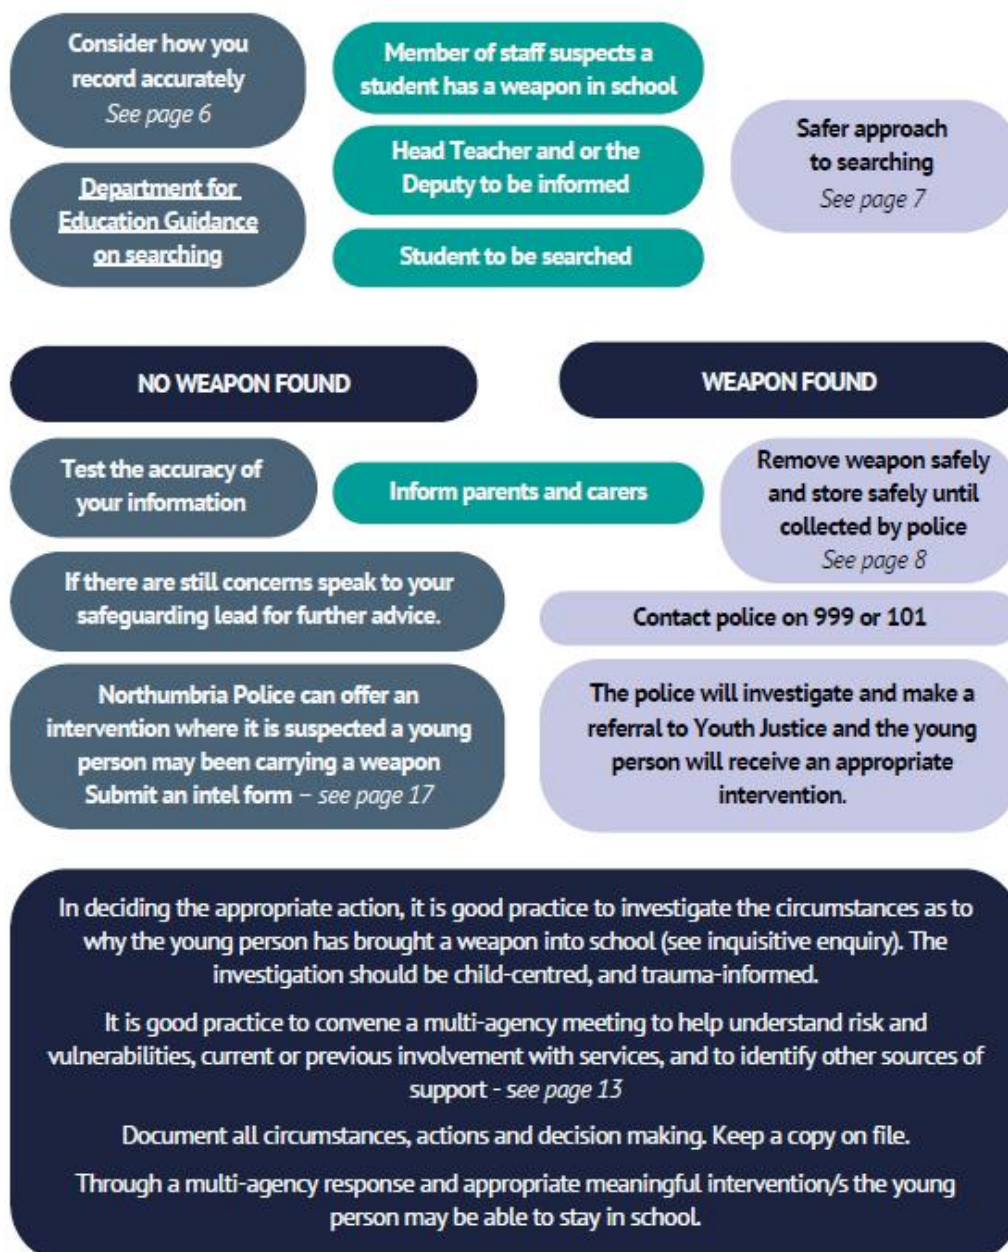 Consider how you
record accurately
See page 6
Department for
Education Guidance
on searching
Member of staff suspects a
student has a weapon in school
Head Teacher and or the
Deputy to be informed
Student to be searched
Safer approach
to searching
See page 7
NO WEAPON FOUND
WEAPON FOUND
Test the accuracy of
your information
Inform parents and carers
Remove weapon safely
and store safely until
collected by police
See page 8
If there are still concerns speak to your
safeguarding lead for further advice.
Contact police on 999 or 101
Northumbria Police can offer an
intervention where it is suspected a young
person may been carrying a weapon
Submit an intel form – see page 17
The police will investigate and make a
referral to Youth Justice and the young
person will receive an appropriate
intervention.
In deciding the appropriate action, it is good practice to investigate the circumstances as to
why the young person has brought a weapon into school (see inquisitive enquiry). The
investigation should be child-centred, and trauma-informed.
It is good practice to convene a multi-agency meeting to help understand risk and
vulnerabilities, current or previous involvement with services, and to identify other sources of
support - see page 13
Document all circumstances, actions and decision making. Keep a copy on file.
Through a multi-agency response and appropriate meaningful intervention/s the young
person may be able to stay in school.